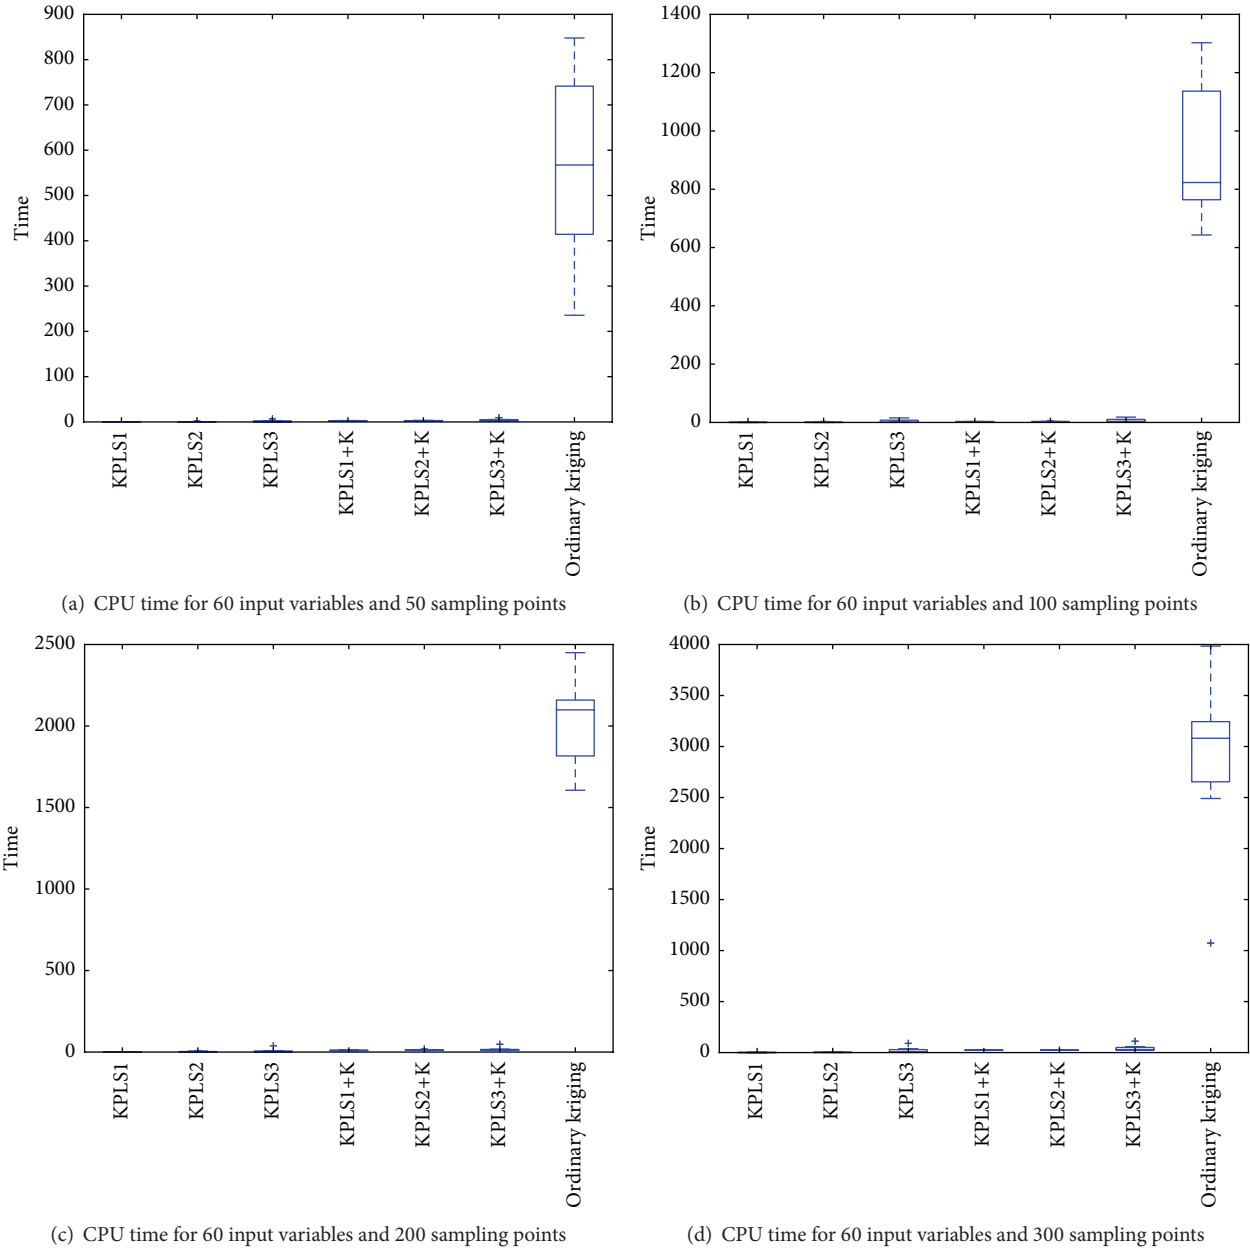 900
800
700
600
500
400
300
200
100
0
Time
KPLS1
KPLS2
KPLS3
KPLS1+K
KPLS2+K
KPLS3+K
Ordinary kriging
(a) CPU time for 60 input variables and 50 sampling points
1400
1200
1000
800
600
400
200
0
Time
KPLS1
KPLS2
KPLS3
KPLS1+K
KPLS2+K
KPLS3+K
Ordinary kriging
(b) CPU time for 60 input variables and 100 sampling points
2500
2000
1500
1000
500
0
Time
KPLS1
KPLS2
KPLS3
KPLS1+K
KPLS2+K
KPLS3+K
Ordinary kriging
(c) CPU time for 60 input variables and 200 sampling points
4000
3500
3000
2500
2000
1500
1000
500
0
Time
KPLS1
KPLS2
KPLS3
KPLS1+K
KPLS2+K
KPLS3+K
Ordinary kriging
(d) CPU time for 60 input variables and 300 sampling points